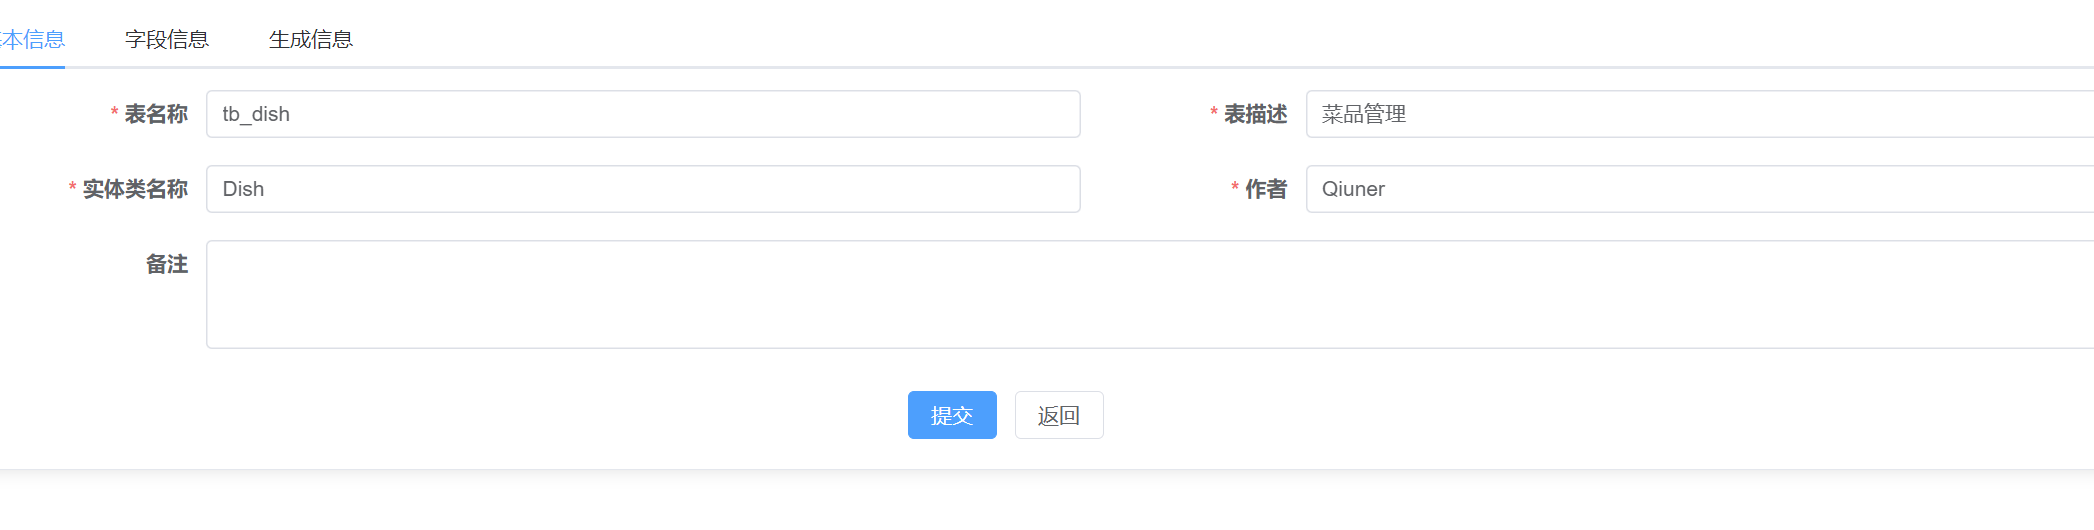 本信息 字段信息 生成信息
* 表名称 tb_dish * 表描述 菜品管理
* 实体类名称 Dish * 作者 Qiuner
备注
提交 返回